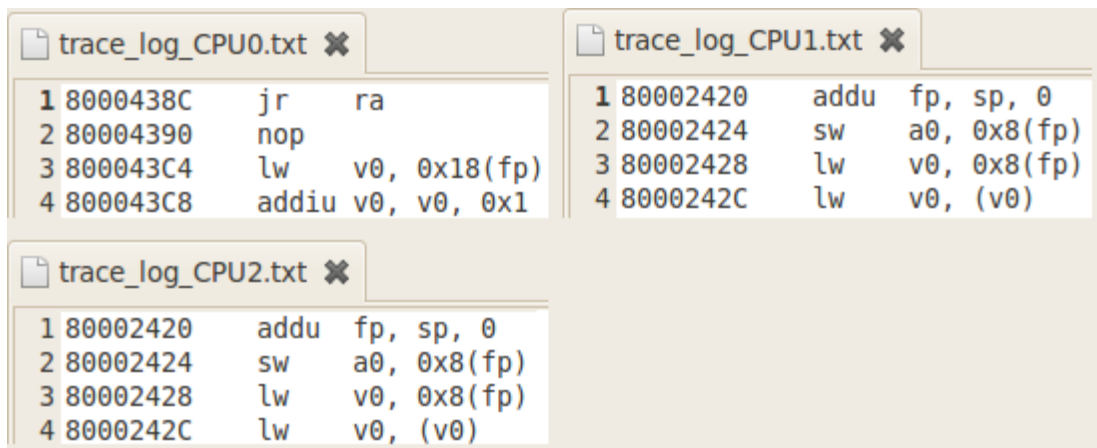 trace_log_CPU0.txt ✖
1 8000438C jr ra
2 80004390 nop
3 800043C4 lw v0, 0x18(fp)
4 800043C8 addiu v0, v0, 0x1
trace_log_CPU1.txt ✖
1 80002420 addu fp, sp, 0
2 80002424 sw a0, 0x8(fp)
3 80002428 lw v0, 0x8(fp)
4 8000242C lw v0, (v0)
trace_log_CPU2.txt ✖
1 80002420 addu fp, sp, 0
2 80002424 sw a0, 0x8(fp)
3 80002428 lw v0, 0x8(fp)
4 8000242C lw v0, (v0)